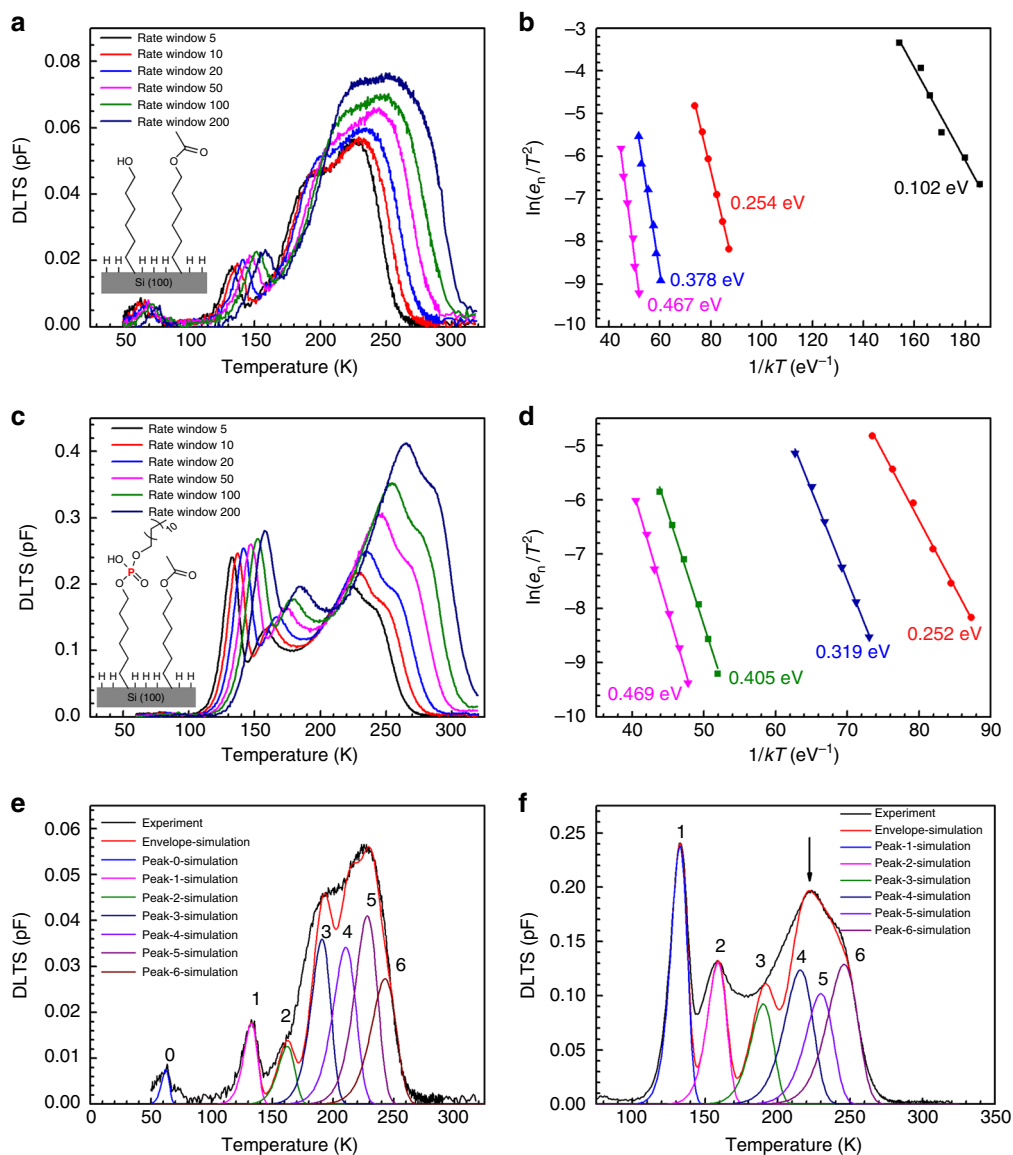 a
Rate window 5
Rate window 10
Rate window 20
Rate window 50
Rate window 100
Rate window 200
0.08
0.06
0.04
0.02
0.00
DLTS (pF)
HO
O
O
H H H H H H H
Si (100)
50 100 150 200 250 300
Temperature (K)
b
−3
−4
−5
−6
−7
−8
−9
−10
ln(eₙ/T²)
0.102 eV
0.254 eV
0.378 eV
0.467 eV
40 60 80 100 120 140 160 180
1/kT (eV⁻¹)
c
Rate window 5
Rate window 10
Rate window 20
Rate window 50
Rate window 100
Rate window 200
0.4
0.3
0.2
0.1
0.0
DLTS (pF)
10
O
HO P
O O
O
O
H H H H H H H
Si (100)
50 100 150 200 250 300
Temperature (K)
d
−5
−6
−7
−8
−9
−10
ln(eₙ/T²)
0.252 eV
0.319 eV
0.405 eV
0.469 eV
40 50 60 70 80 90
1/kT (eV⁻¹)
e
Experiment
Envelope-simulation
Peak-0-simulation
Peak-1-simulation
Peak-2-simulation
Peak-3-simulation
Peak-4-simulation
Peak-5-simulation
Peak-6-simulation
0.06
0.05
0.04
0.03
0.02
0.01
0.00
DLTS (pF)
0 1 2 3 4 5 6
0 50 100 150 200 250 300
Temperature (K)
f
Experiment
Envelope-simulation
Peak-1-simulation
Peak-2-simulation
Peak-3-simulation
Peak-4-simulation
Peak-5-simulation
Peak-6-simulation
0.25
0.20
0.15
0.10
0.05
0.00
DLTS (pF)
1 2 3 4 5 6
100 150 200 250 300 350
Temperature (K)